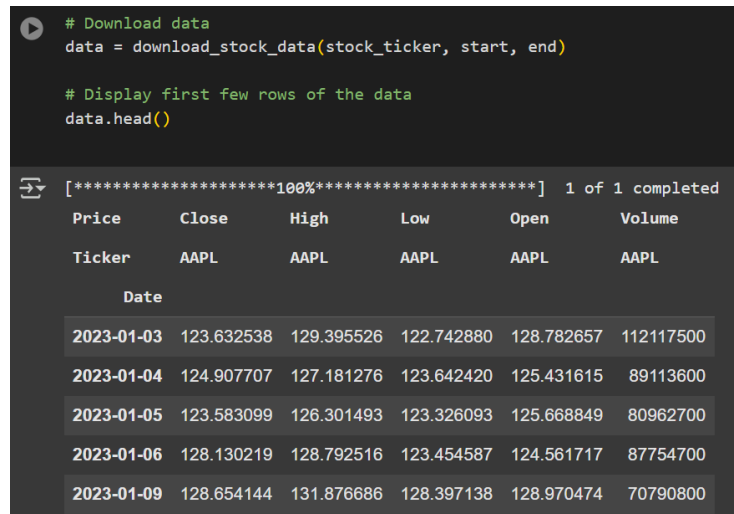 # Download data
data = download_stock_data(stock_ticker, start, end)
# Display first few rows of the data
data.head()
[*********************100%***********************] 1 of 1 completed
Price Close High Low Open Volume
Ticker AAPL AAPL AAPL AAPL AAPL
Date
2023-01-03 123.632538 129.395526 122.742880 128.782657 112117500
2023-01-04 124.907707 127.181276 123.642420 125.431615 89113600
2023-01-05 123.583099 126.301493 123.326093 125.668849 80962700
2023-01-06 128.130219 128.792516 123.454587 124.561717 87754700
2023-01-09 128.654144 131.876686 128.397138 128.970474 70790800